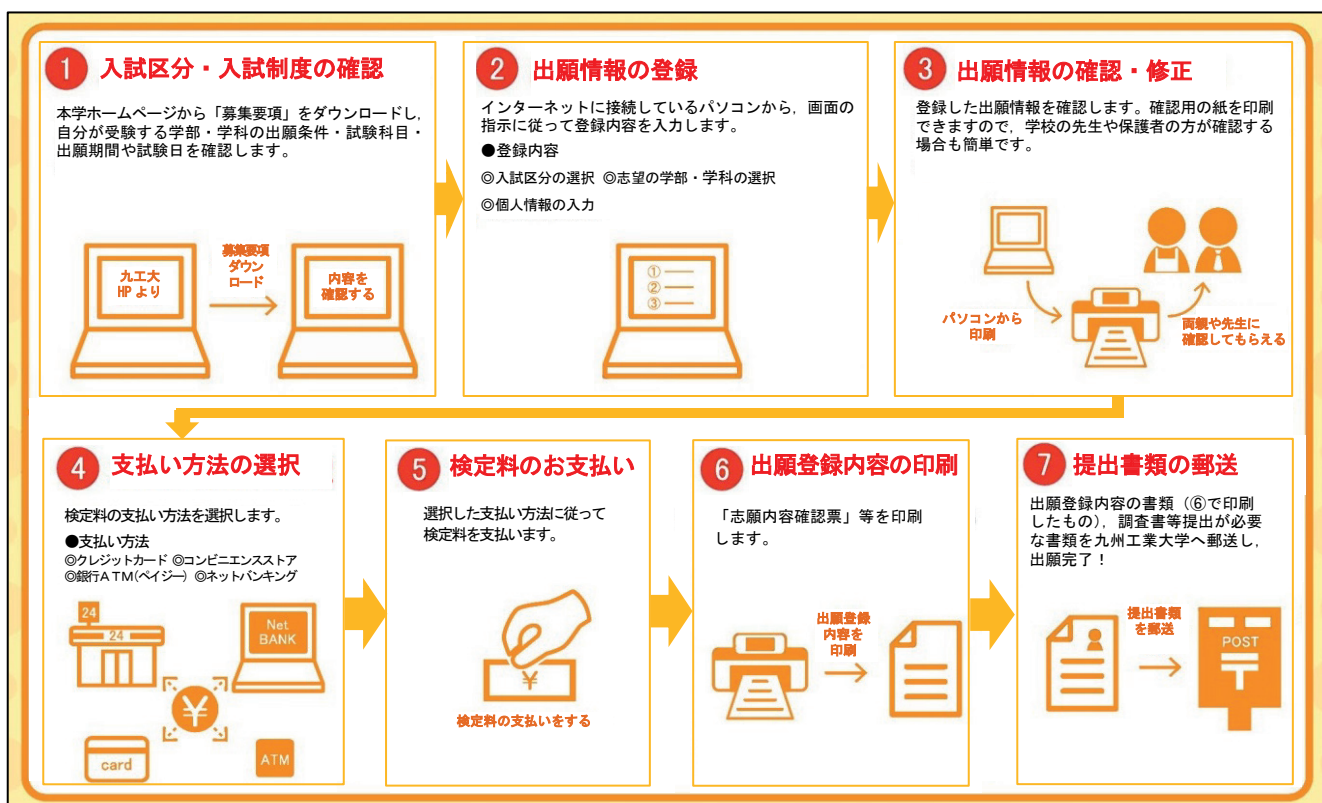 1 入試区分・入試制度の確認
本学ホームページから「募集要項」をダウンロードし,
自分が受験する学部・学科の出願条件・試験科目・
出願期間や試験日を確認します。
九工大
HPより
募集要項
ダウン
ロード
内容を
確認する
2 出願情報の登録
インターネットに接続しているパソコンから, 画面の
指示に従って登録内容を入力します。
●登録内容
◎入試区分の選択 ◎志望の学部・学科の選択
◎個人情報の入力
①
②
③
3 出願情報の確認・修正
登録した出願情報を確認します。確認用の紙を印刷
できますので, 学校の先生や保護者の方が確認する
場合も簡単です。
パソコンから
印刷
両親や先生に
確認してもらえる
4 支払い方法の選択
検定料の支払い方法を選択します。
●支払い方法
◎クレジットカード ◎コンビニエンスストア
◎銀行ATM(ペイジー) ◎ネットバンキング
24
24
Net
BANK
¥
card
ATM
5 検定料のお支払い
選択した支払い方法に従って
検定料を支払います。
¥
検定料の支払いをする
6 出願登録内容の印刷
「志願内容確認票」等を印刷
します。
出願登録
内容を
印刷
7 提出書類の郵送
出願登録内容の書類(⑥で印刷
したもの), 調査書等提出が必要
な書類を九州工業大学へ郵送し,
出願完了!
提出書類
を郵送
POST
〒